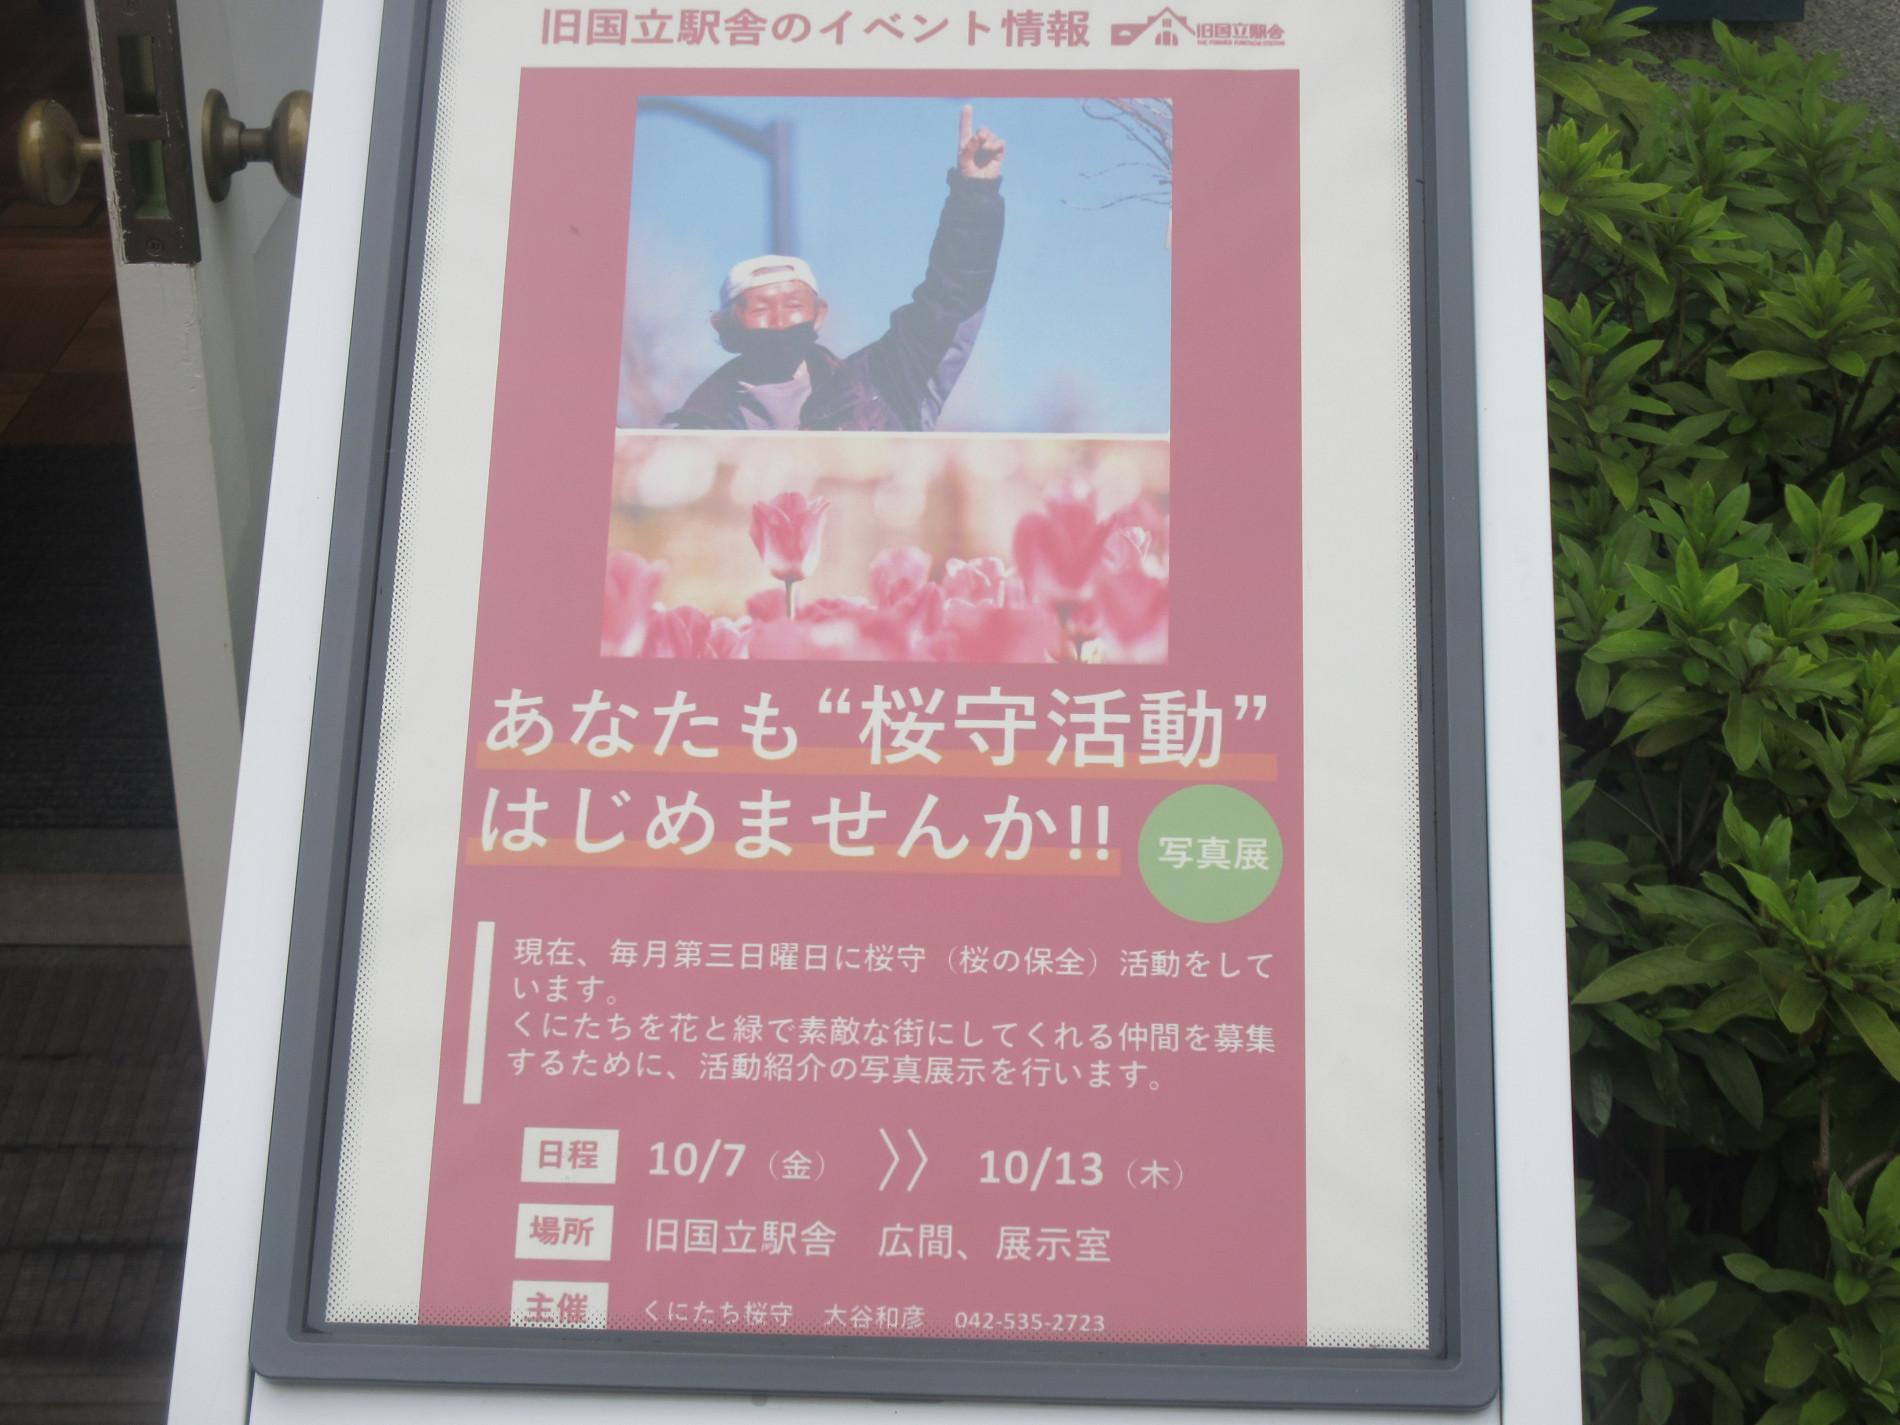 旧国立駅舎のイベント情報
旧国立駅舎
あなたも“桜守活動”
はじめませんか!!
写真展
現在、毎月第三日曜日に桜守（桜の保全）活動をして
います。
くにたちを花と緑で素敵な街にしてくれる仲間を募集
するために、活動紹介の写真展示を行います。
日程 10/7（金） 》 10/13（木）
場所 旧国立駅舎 広間、展示室
主催 くにたち桜守 大谷和彦 042-535-2723